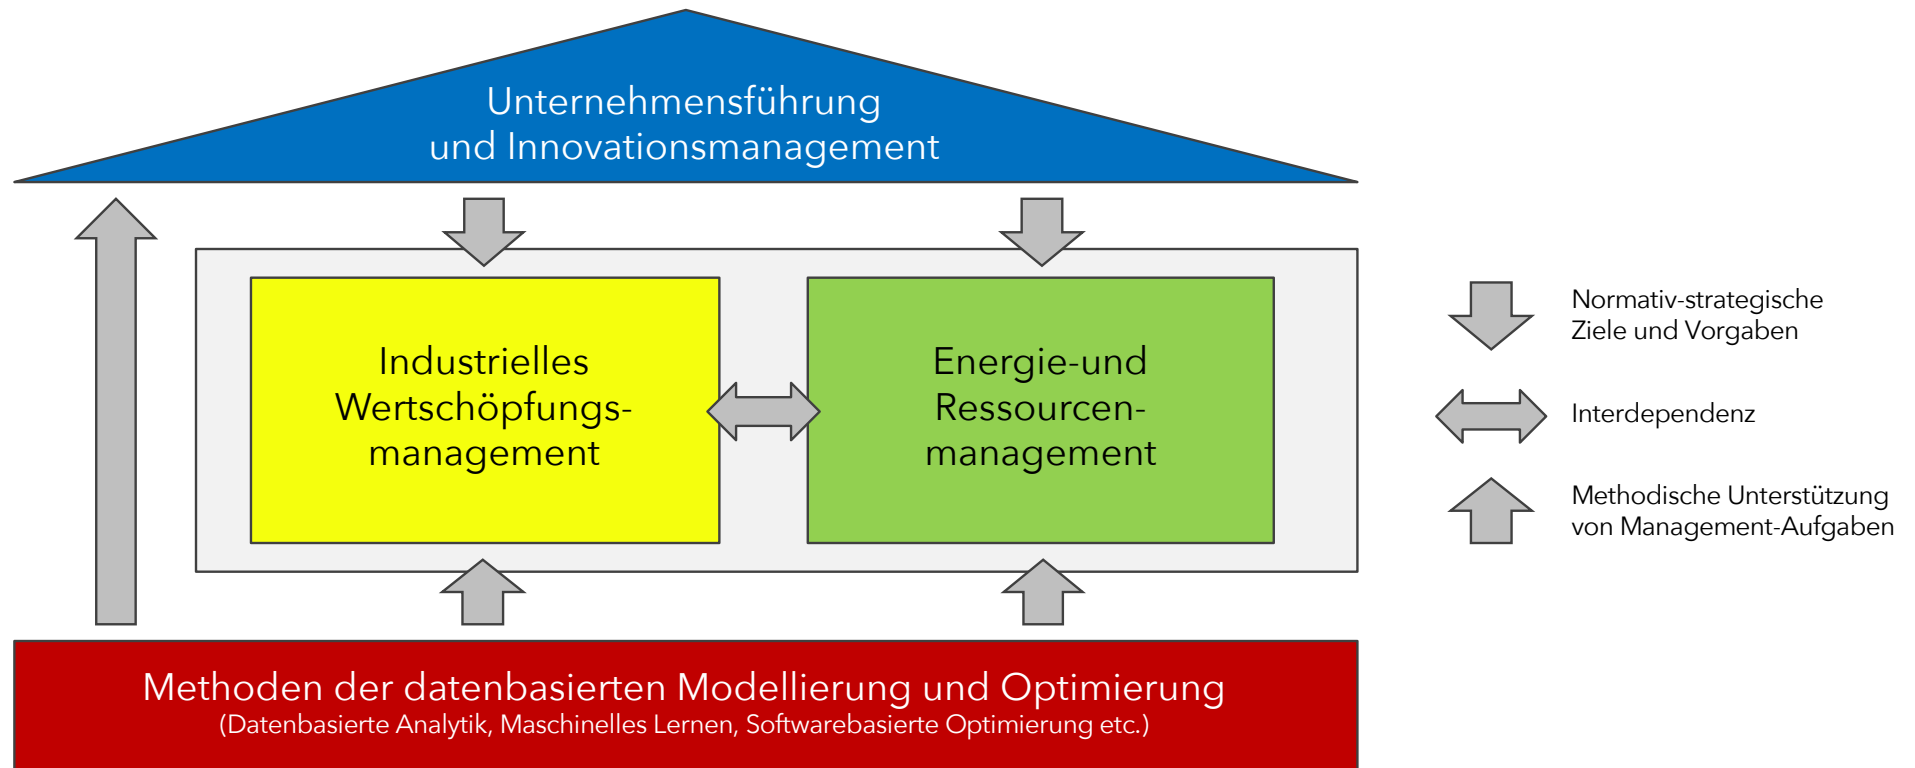 Unternehmensführung
und Innovationsmanagement
Industrielles
Wertschöpfungs-
management
Energie-und
Ressourcen-
management
Normativ-strategische
Ziele und Vorgaben
Interdependenz
Methodische Unterstützung
von Management-Aufgaben
Methoden der datenbasierten Modellierung und Optimierung
(Datenbasierte Analytik, Maschinelles Lernen, Softwarebasierte Optimierung etc.)